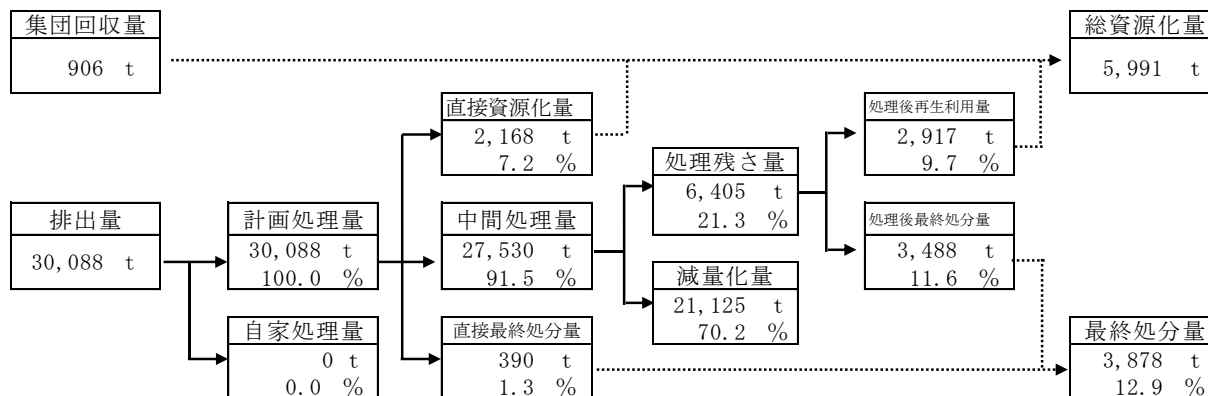 集団回収量
906 t
総資源化量
5,991 t
直接資源化量
2,168 t
7.2 %
処理後再生利用量
2,917 t
9.7 %
処理残さ量
6,405 t
21.3 %
排出量
30,088 t
計画処理量
30,088 t
100.0 %
中間処理量
27,530 t
91.5 %
処理後最終処分量
3,488 t
11.6 %
減量化量
21,125 t
70.2 %
自家処理量
0 t
0.0 %
直接最終処分量
390 t
1.3 %
最終処分量
3,878 t
12.9 %